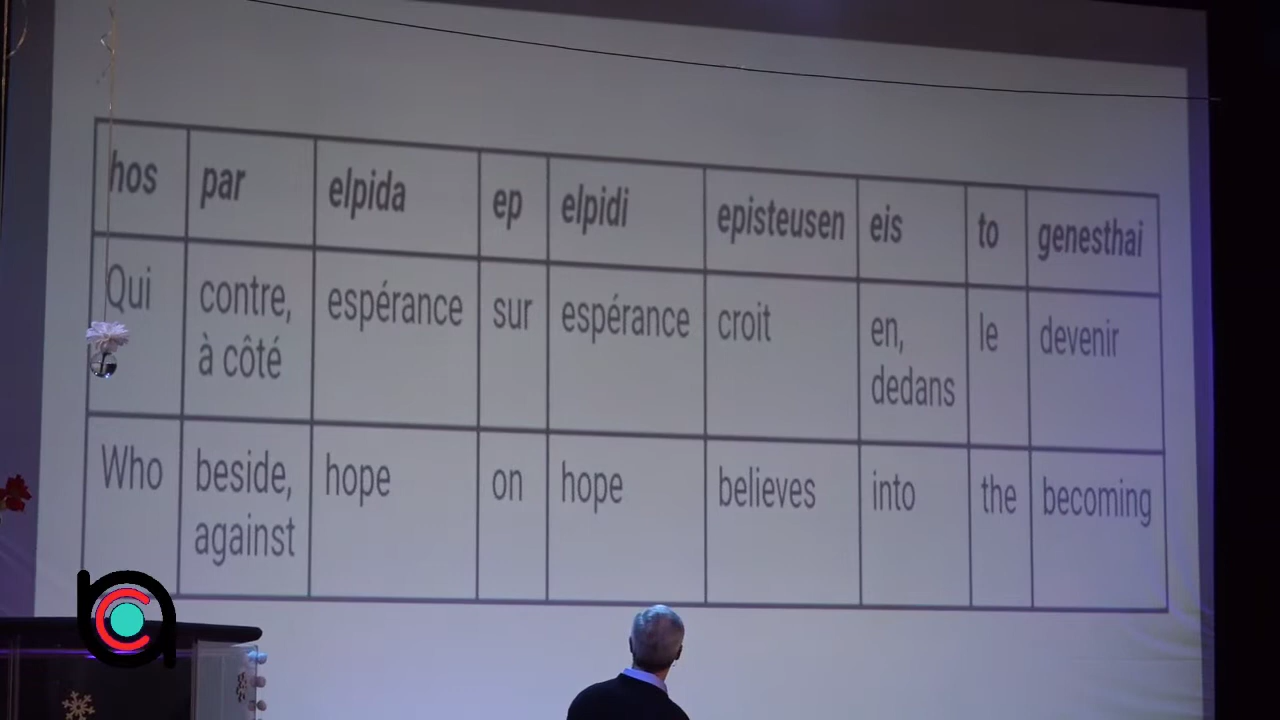 hos par elpida ep elpidi episteusen eis to genesthai
Qui contre, espérance sur espérance croit en, le devenir
à côté dedans
Who beside, hope on hope believes into the becoming
against